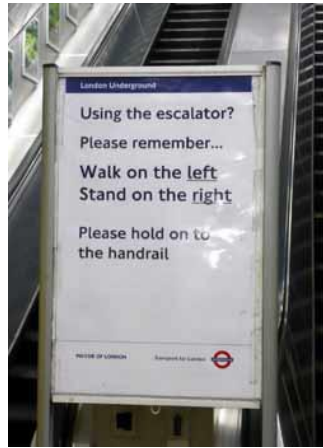 London Underground
Using the escalator?
Please remember...
Walk on the left
Stand on the right
Please hold on to
the handrail
MAYOR OF LONDON
Transport for London